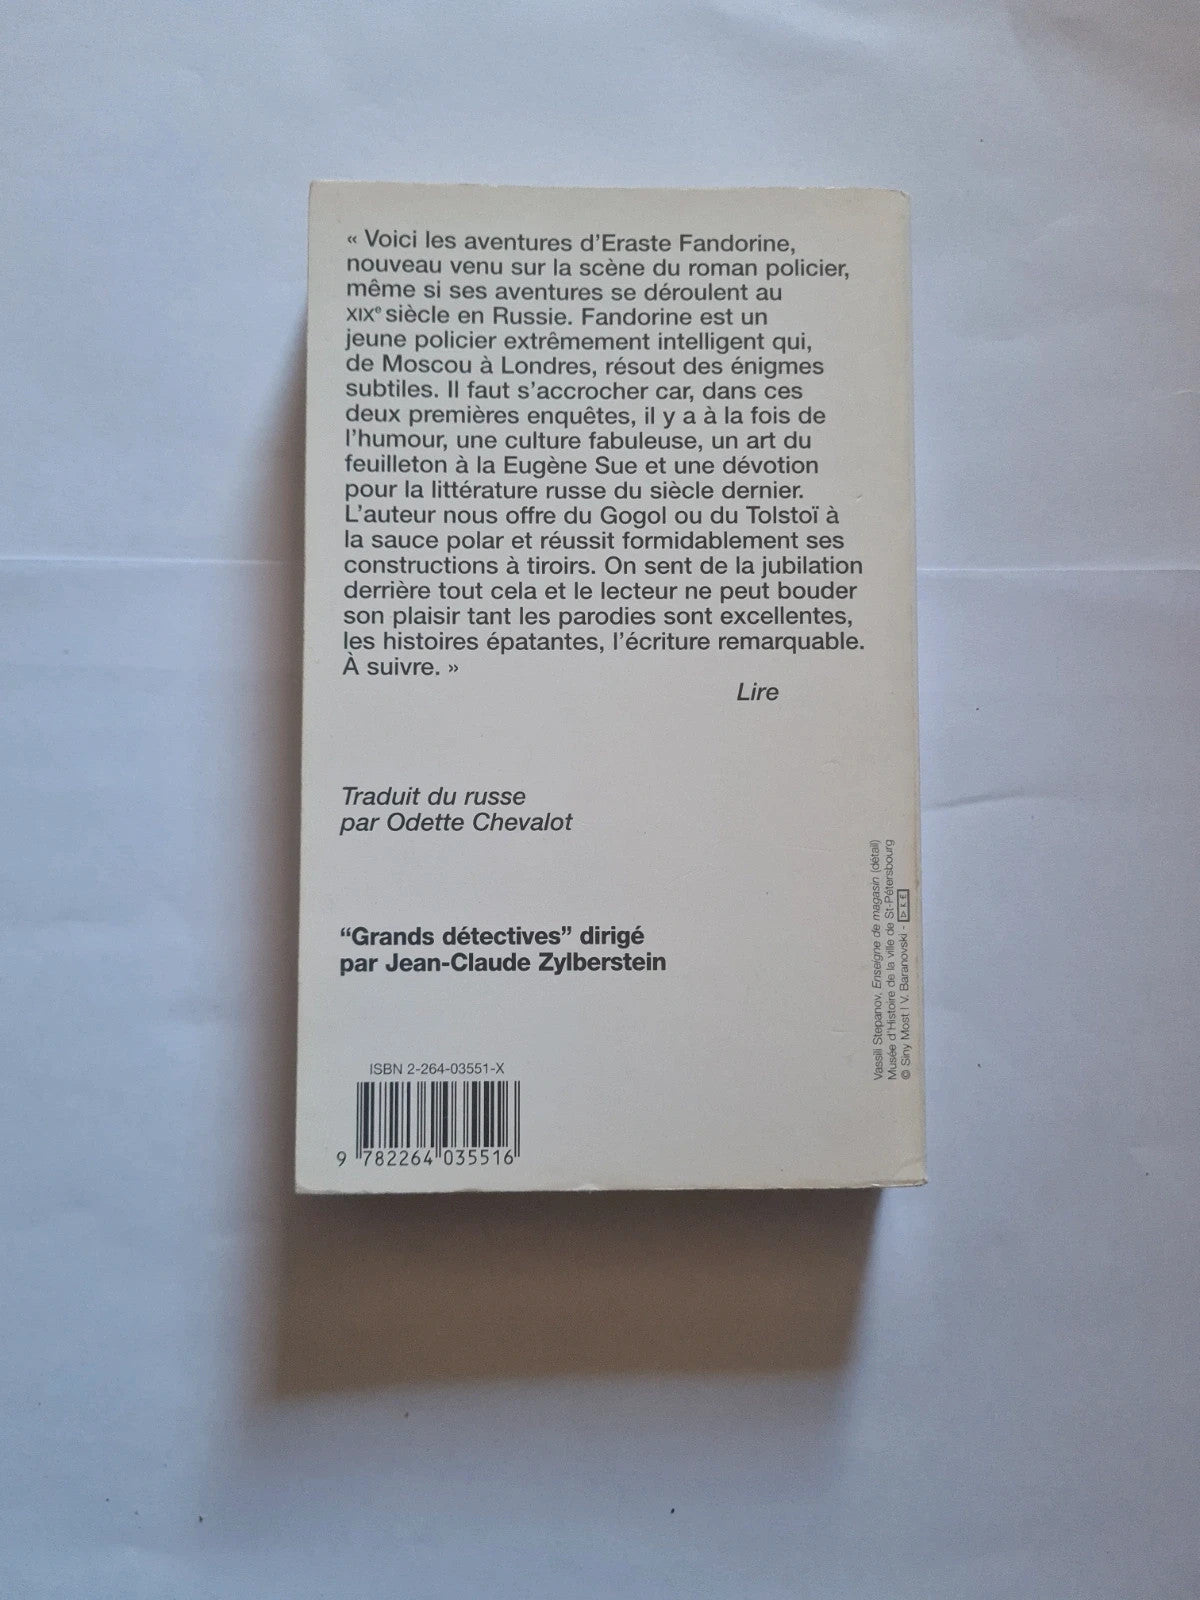 « Voici les aventures d'Eraste Fandorine,
nouveau venu sur la scène du roman policier,
même si ses aventures se déroulent au
XIXe siècle en Russie. Fandorine est un
jeune policier extrêmement intelligent qui,
de Moscou à Londres, résout des énigmes
subtiles. Il faut s'accrocher car, dans ces
deux premières enquêtes, il y a à la fois de
l'humour, une culture fabuleuse, un art du
feuilleton à la Eugène Sue et une dévotion
pour la littérature russe du siècle dernier.
L'auteur nous offre du Gogol ou du Tolstoï à
la sauce polar et réussit formidablement ses
constructions à tiroirs. On sent de la jubilation
derrière tout cela et le lecteur ne peut bouder
son plaisir tant les parodies sont excellentes,
les histoires épatantes, l'écriture remarquable.
À suivre. »
Lire
Traduit du russe
par Odette Chevalot
“Grands détectives” dirigé
par Jean-Claude Zylberstein
ISBN 2-264-03551-X
9 782264 035516
Vassili Stepanov, Enseigne de magasin (détail)
Musée d'Histoire de la ville de St-Pétersbourg
© Siny Most | V. Baranovski -